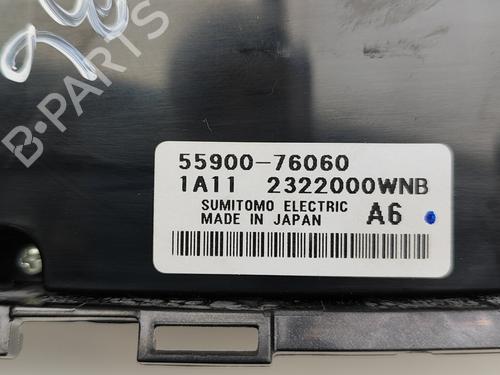 B-PARTS
55900-76060
1A11 2322000WNB
SUMITOMO ELECTRIC
MADE IN JAPAN A6